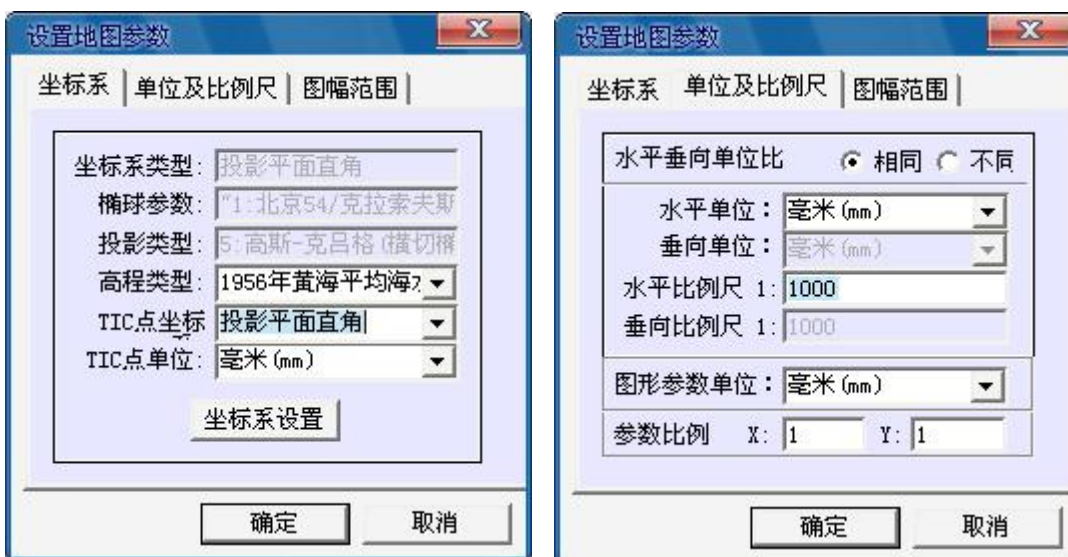 设置地图参数
坐标系 单位及比例尺 图幅范围
坐标系类型: 投影平面直角
椭球参数: "1:北京54/克拉索夫斯
投影类型: 5:高斯-克吕格(横切椭
高程类型: 1956年黄海平均海水
TIC点坐标 投影平面直角
TIC点单位: 毫米(mm)
坐标系设置
确定 取消
设置地图参数
坐标系 单位及比例尺 图幅范围
水平垂向单位比 相同 不同
水平单位: 毫米(mm)
垂向单位: 毫米(mm)
水平比例尺 1: 1000
垂向比例尺 1: 1000
图形参数单位: 毫米(mm)
参数比例 X: 1 Y: 1
确定 取消